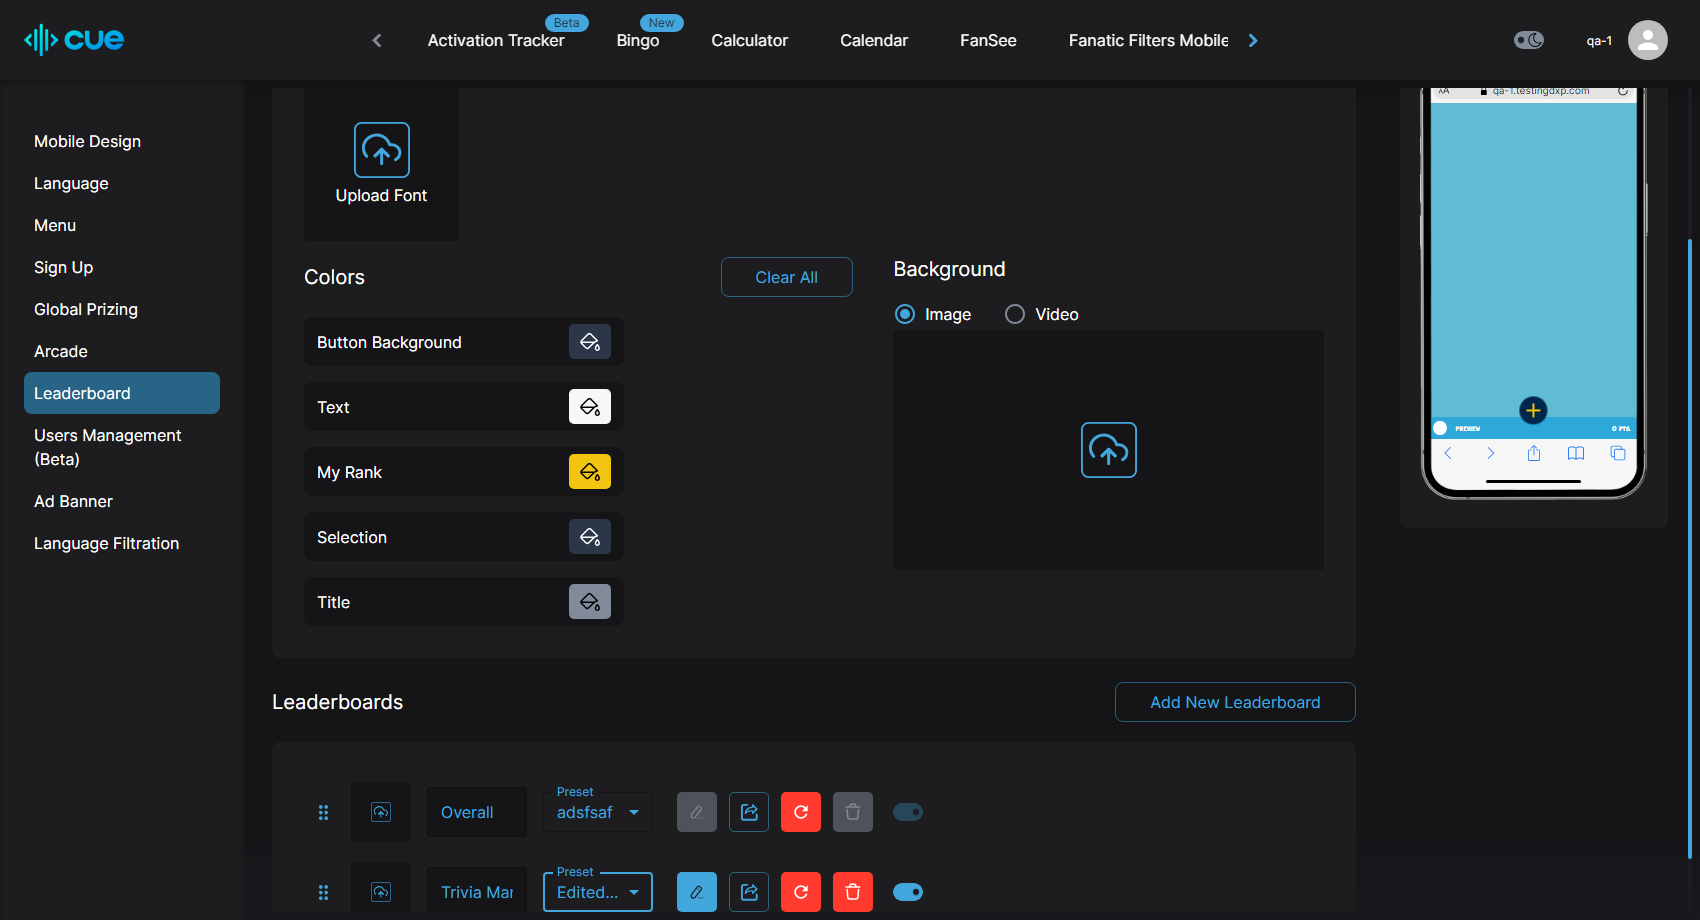 cue
Activation Tracker
Beta
Bingo
New
Calculator
Calendar
FanSee
Fanatic Filters Mobile
qa-1
Mobile Design
Language
Menu
Sign Up
Global Prizing
Arcade
Leaderboard
Users Management
(Beta)
Ad Banner
Language Filtration
Upload Font
Colors
Clear All
Button Background
Text
My Rank
Selection
Title
Background
Image
Video
AA
qa-1.testingdxp.com
PREVIEW
0 PTS.
Leaderboards
Add New Leaderboard
Overall
Preset
adsfsaf
Trivia Mar
Preset
Edited...